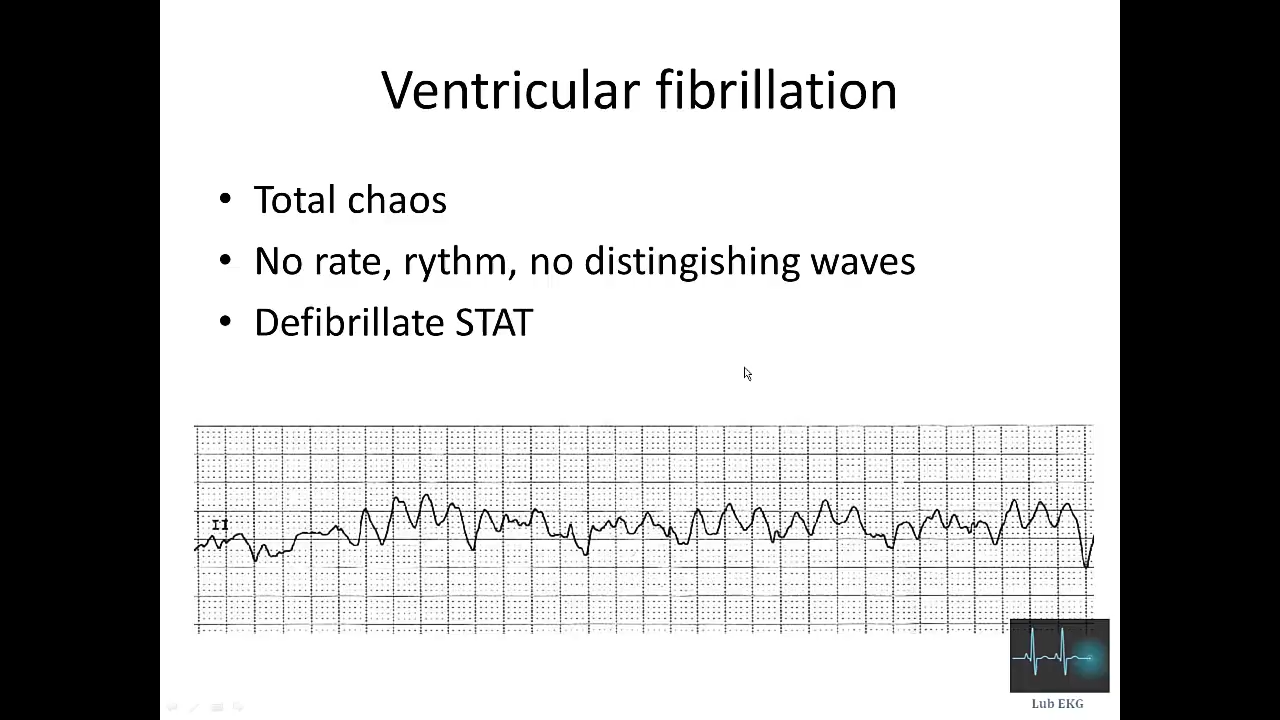 Ventricular fibrillation
• Total chaos
• No rate, rythm, no distingishing waves
• Defibrillate STAT
II
Lub EKG